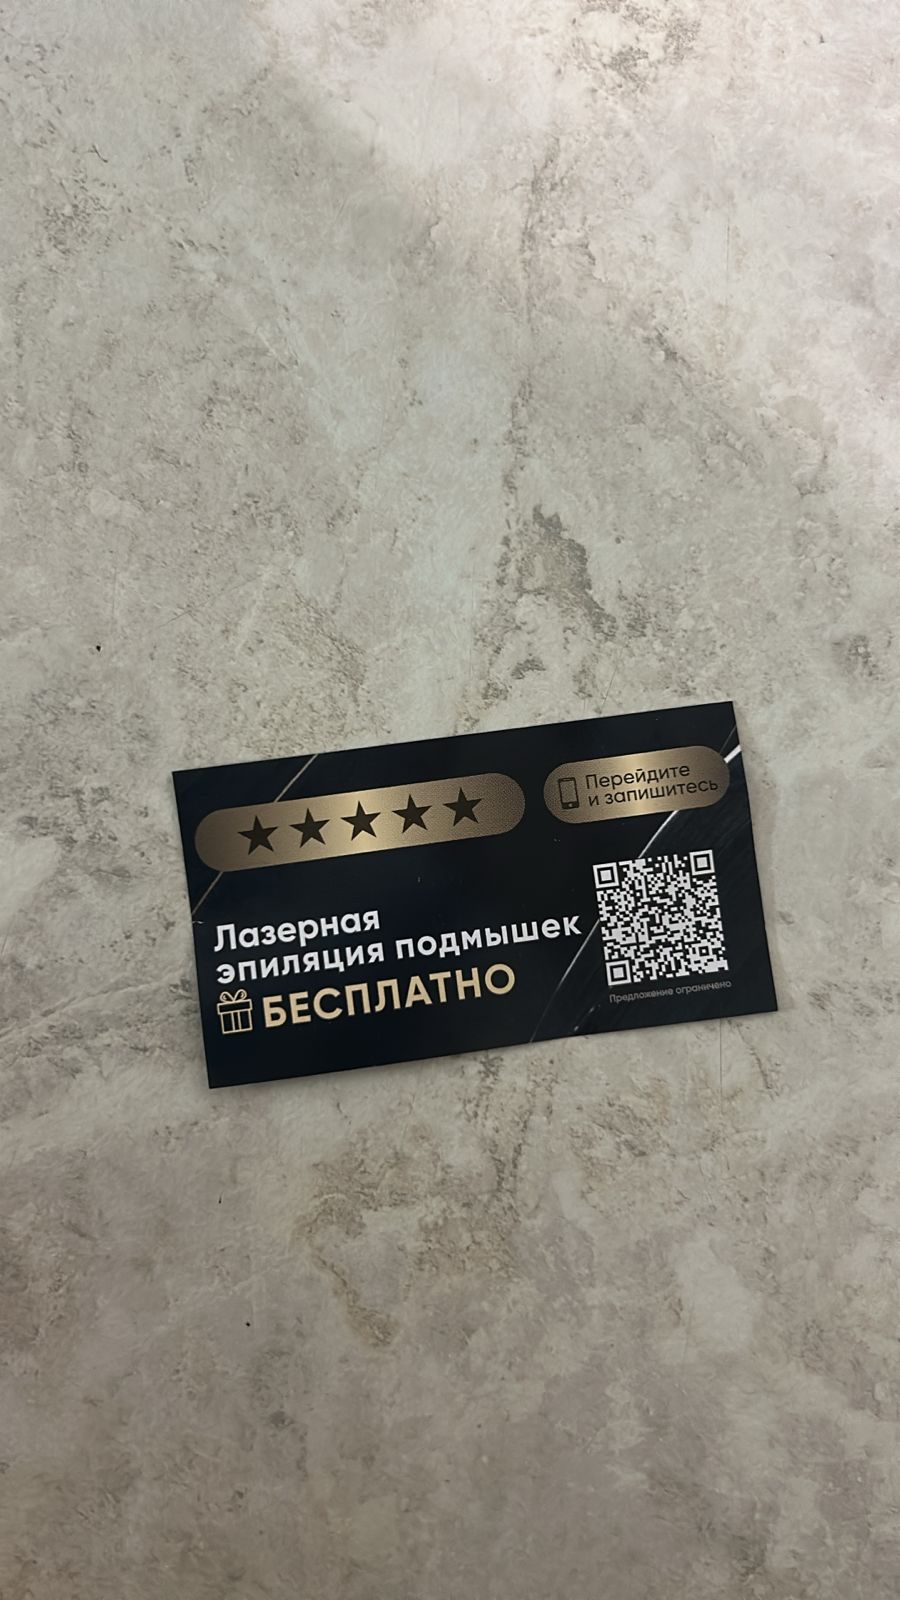 Перейдите
и запишитесь
Лазерная
эпиляция подмышек
БЕСПЛАТНО
Предложение ограничено